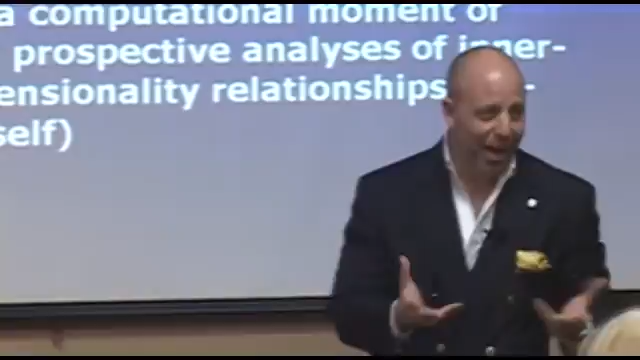 a computational moment of
prospective analyses of inner-
ensionality relationships
self)